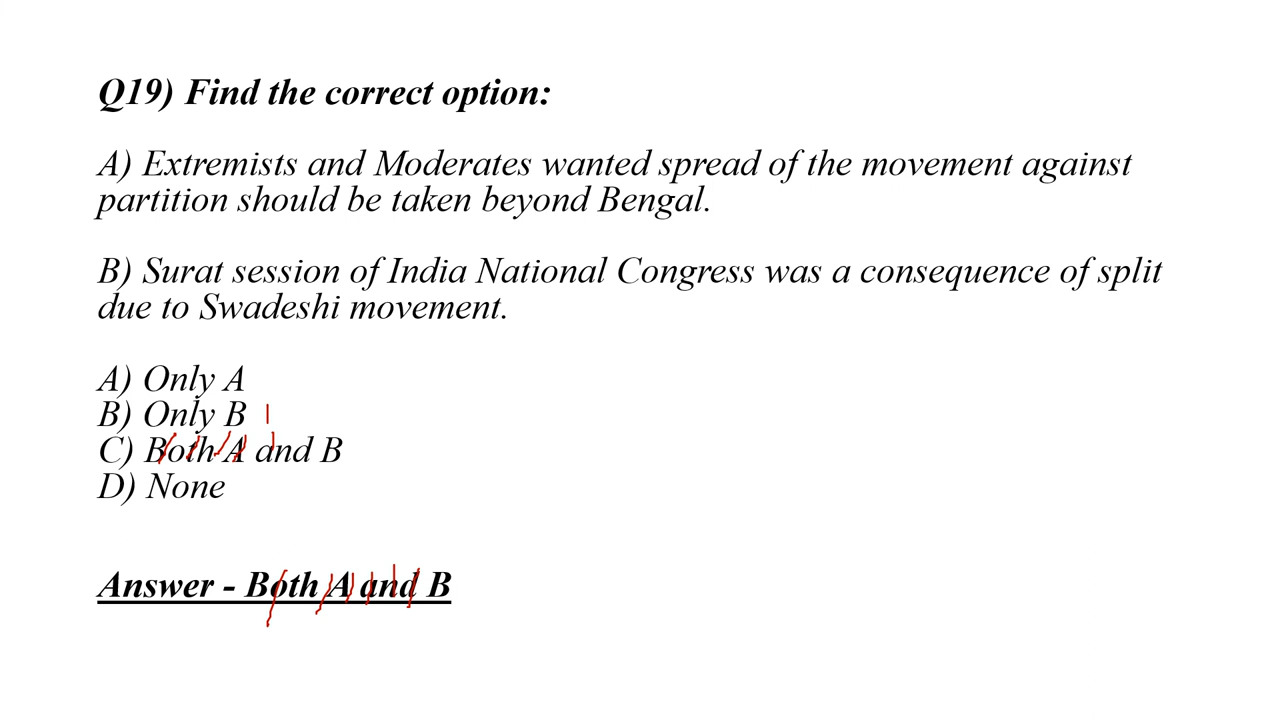 Q19) Find the correct option:
A) Extremists and Moderates wanted spread of the movement against
partition should be taken beyond Bengal.
B) Surat session of India National Congress was a consequence of split
due to Swadeshi movement.
A) Only A
B) Only B
C) Both A and B
D) None
Answer - Both A and B